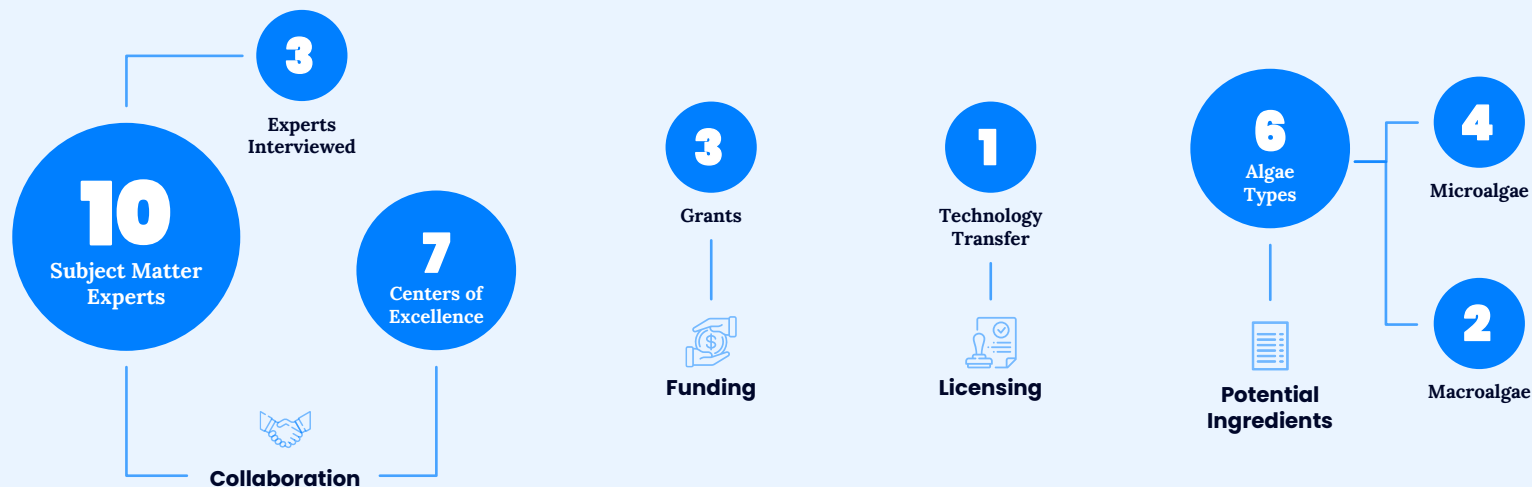 3
Experts
Interviewed
10
Subject Matter
Experts
7
Centers of
Excellence
Collaboration
3
Grants
Funding
1
Technology
Transfer
Licensing
6
Algae
Types
Potential
Ingredients
4
Microalgae
2
Macroalgae